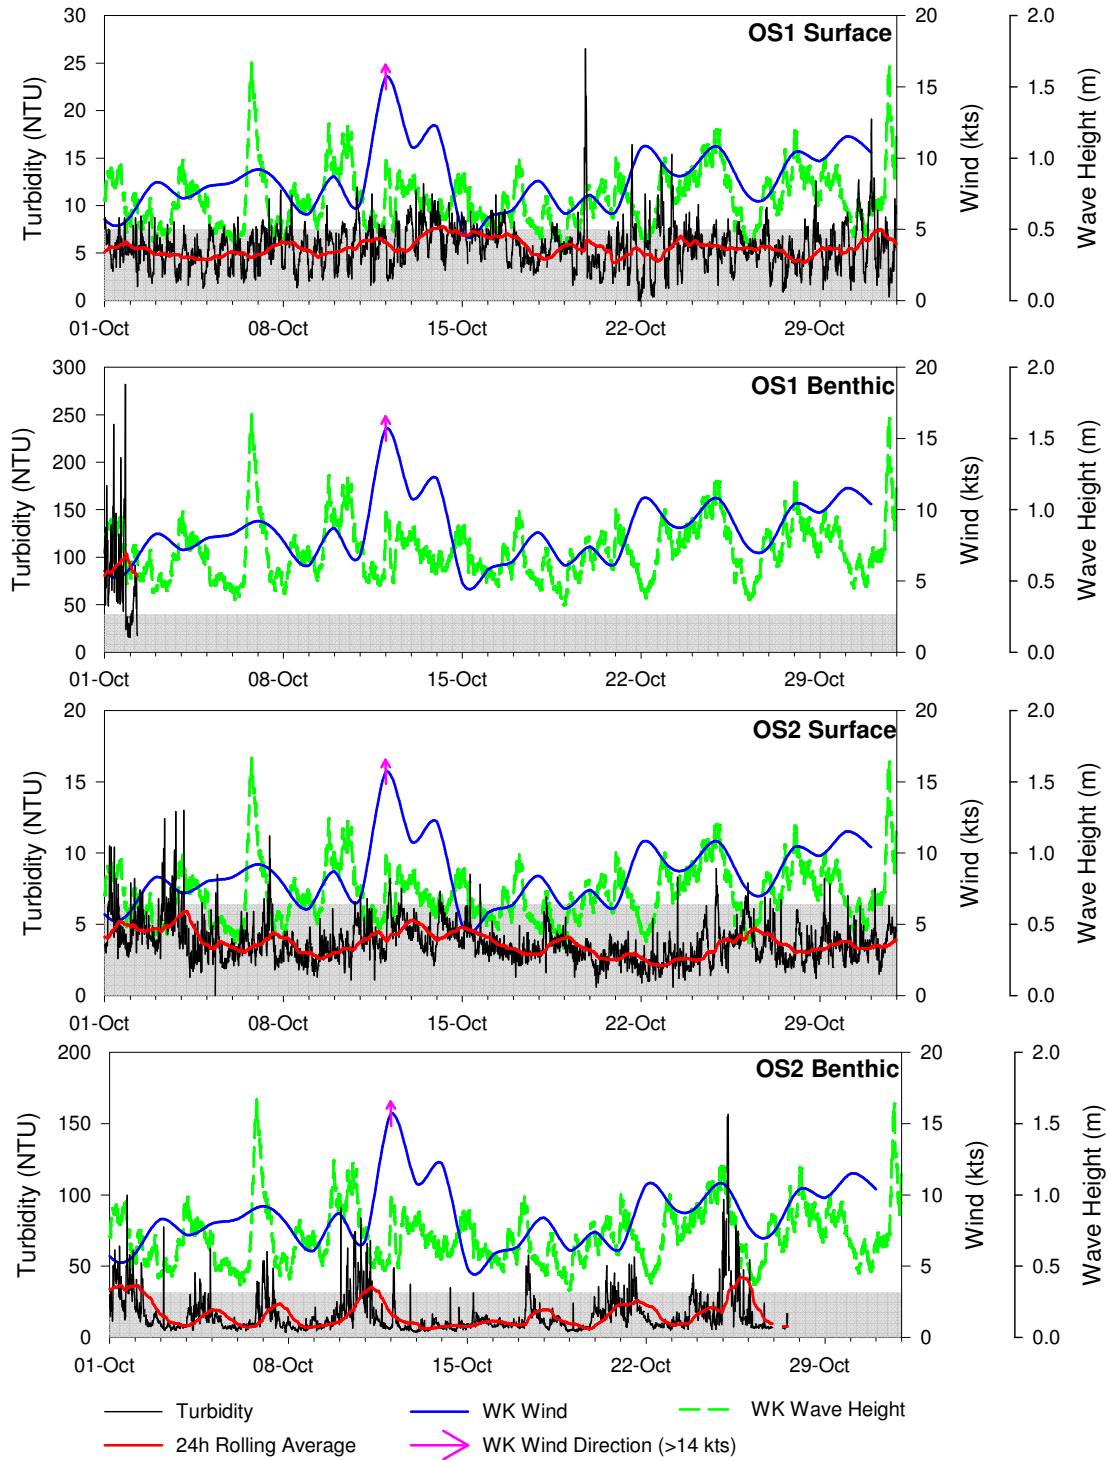 OS1 Surface
Turbidity (NTU)
30
25
20
15
10
5
0
20
15
10
5
0
Wind (kts)
2.0
1.5
1.0
0.5
0.0
Wave Height (m)
01-Oct 08-Oct 15-Oct 22-Oct 29-Oct
OS1 Benthic
Turbidity (NTU)
300
250
200
150
100
50
0
20
15
10
5
0
Wind (kts)
2.0
1.5
1.0
0.5
0.0
Wave Height (m)
01-Oct 08-Oct 15-Oct 22-Oct 29-Oct
OS2 Surface
Turbidity (NTU)
20
15
10
5
0
20
15
10
5
0
Wind (kts)
2.0
1.5
1.0
0.5
0.0
Wave Height (m)
01-Oct 08-Oct 15-Oct 22-Oct 29-Oct
OS2 Benthic
Turbidity (NTU)
200
150
100
50
0
20
15
10
5
0
Wind (kts)
2.0
1.5
1.0
0.5
0.0
Wave Height (m)
01-Oct 08-Oct 15-Oct 22-Oct 29-Oct
Turbidity WK Wind WK Wave Height
24h Rolling Average WK Wind Direction (>14 kts)